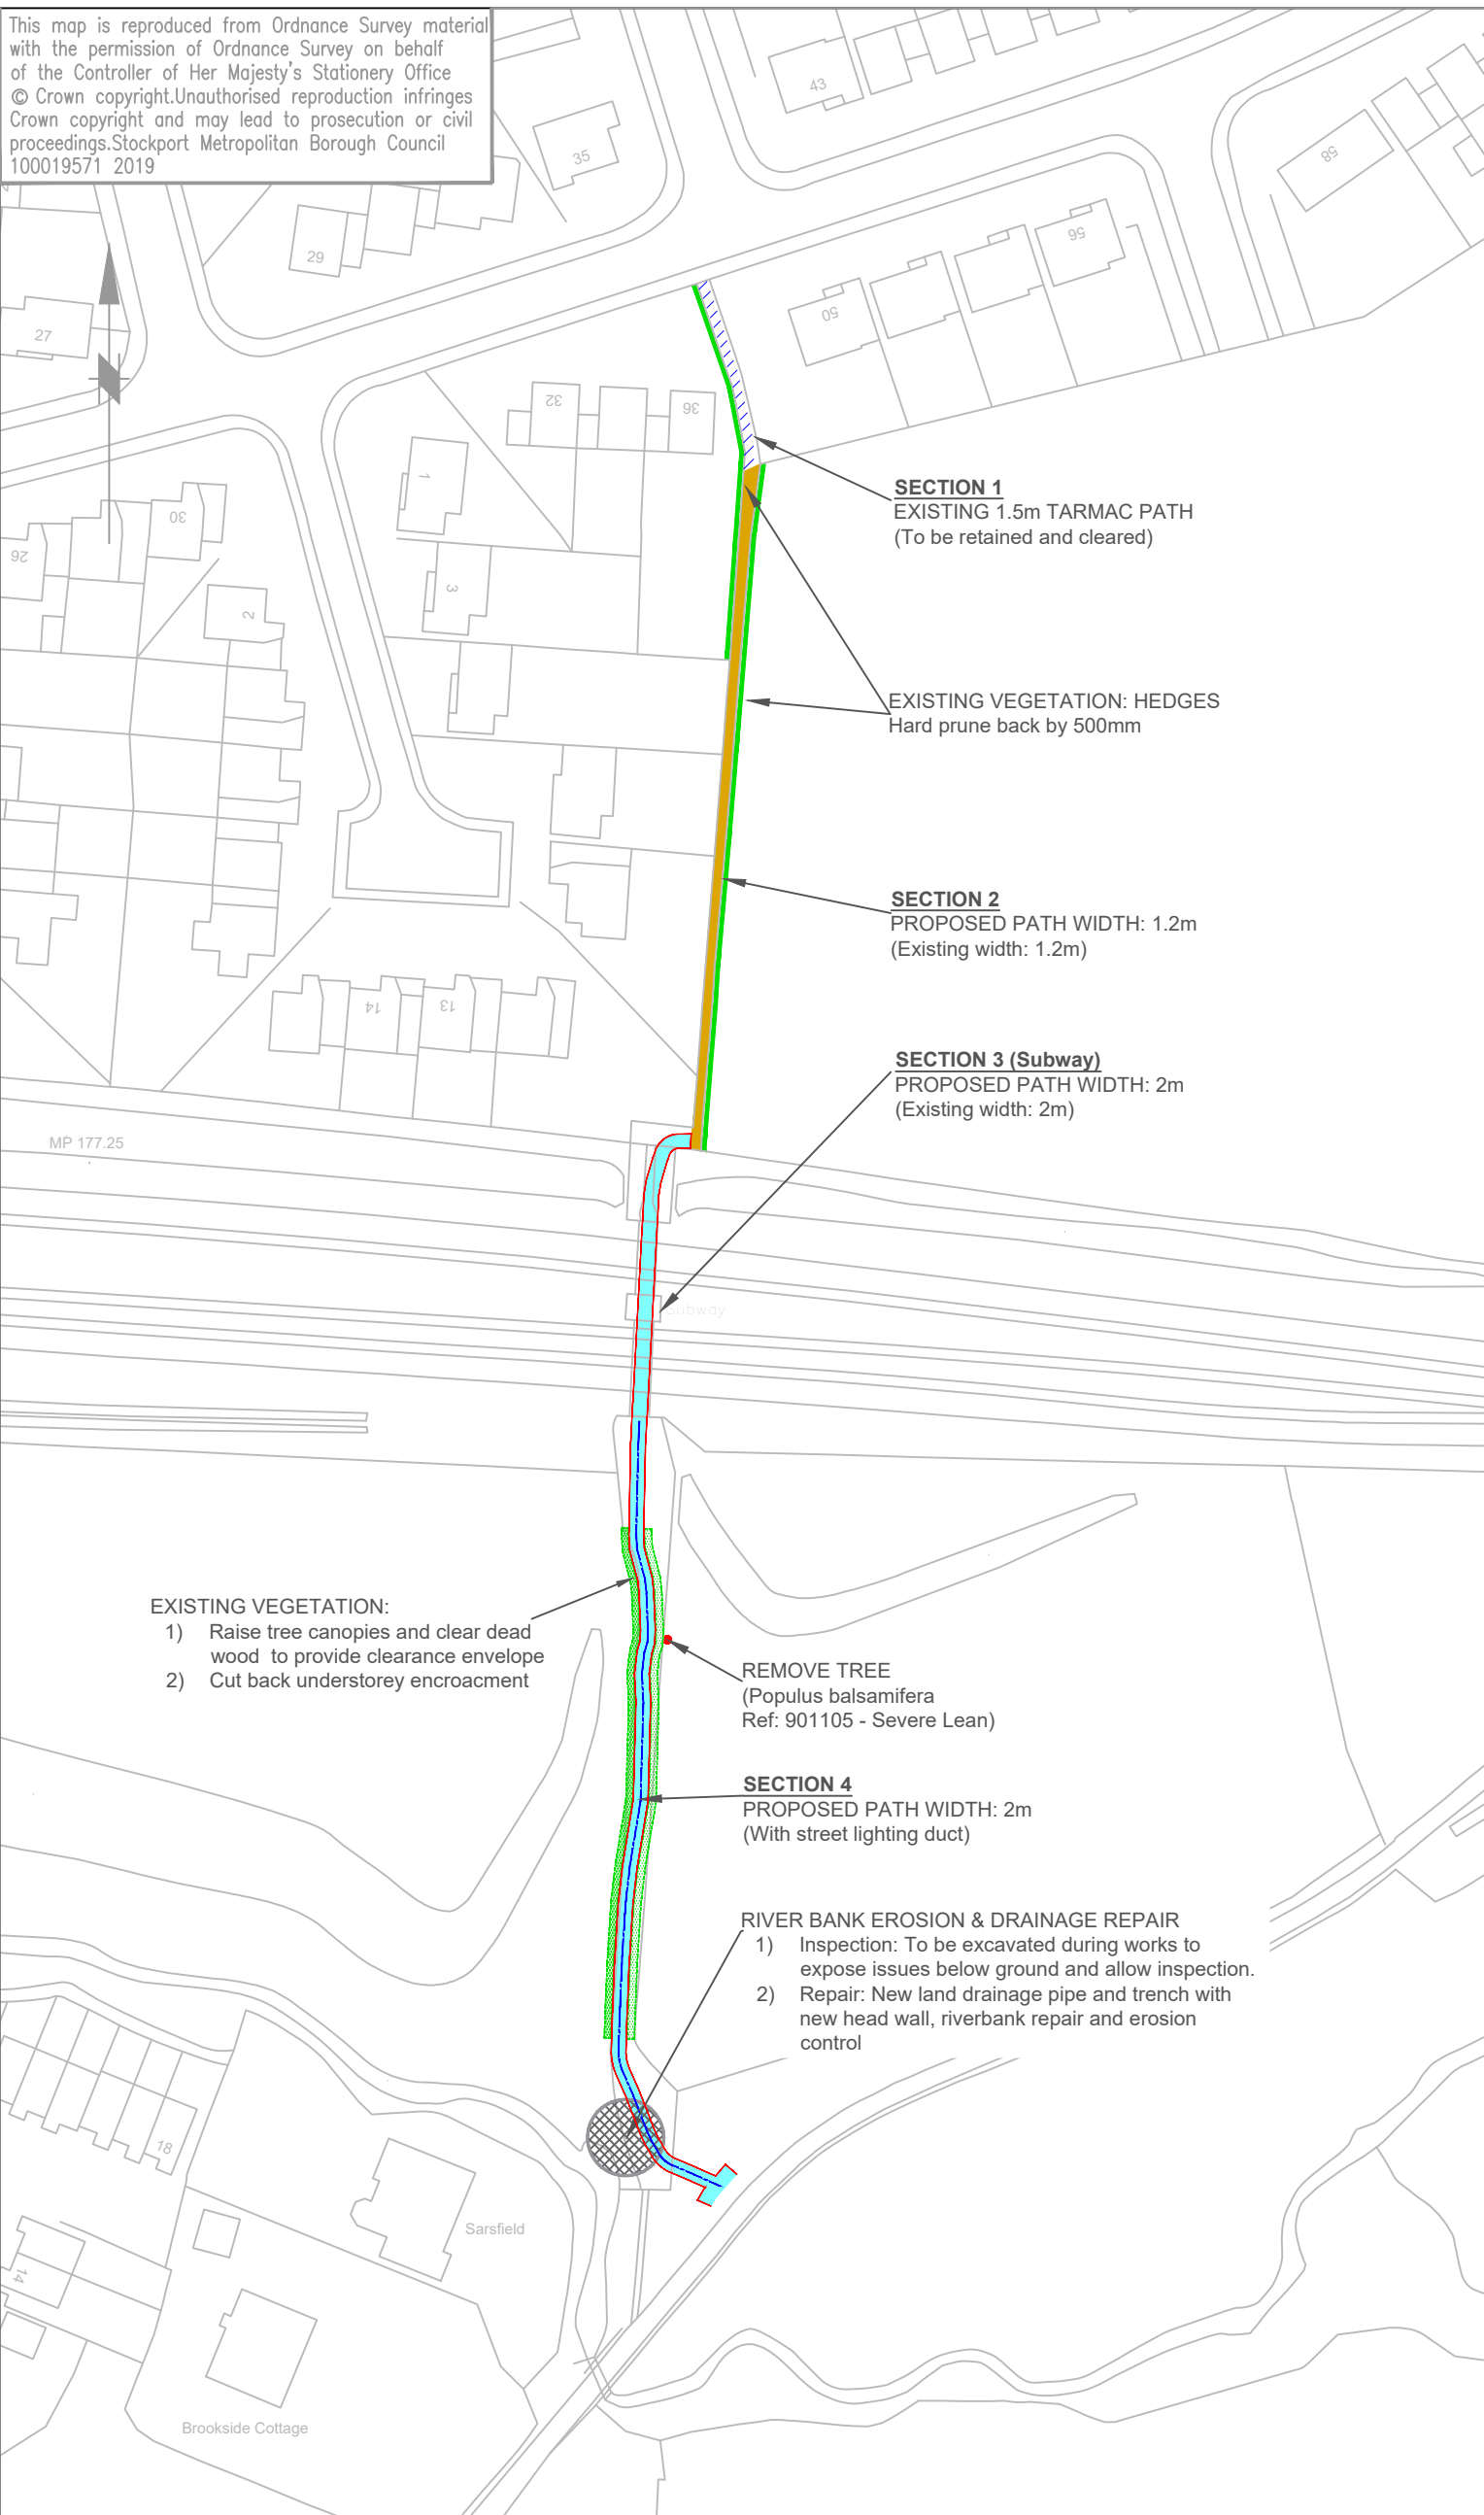 This map is reproduced from Ordnance Survey material
with the permission of Ordnance Survey on behalf
of the Controller of Her Majesty's Stationery Office
© Crown copyright.Unauthorised reproduction infringes
Crown copyright and may lead to prosecution or civil
proceedings.Stockport Metropolitan Borough Council
100019571 2019
43
35
58
29
56
50
27
32
36
1
SECTION 1
EXISTING 1.5m TARMAC PATH
(To be retained and cleared)
30
26
3
2
EXISTING VEGETATION: HEDGES
Hard prune back by 500mm
SECTION 2
PROPOSED PATH WIDTH: 1.2m
(Existing width: 1.2m)
14
13
SECTION 3 (Subway)
PROPOSED PATH WIDTH: 2m
(Existing width: 2m)
MP 177.25
Subway
EXISTING VEGETATION:
1) Raise tree canopies and clear dead
wood to provide clearance envelope
2) Cut back understorey encroacment
REMOVE TREE
(Populus balsamifera
Ref: 901105 - Severe Lean)
SECTION 4
PROPOSED PATH WIDTH: 2m
(With street lighting duct)
RIVER BANK EROSION & DRAINAGE REPAIR
1) Inspection: To be excavated during works to
expose issues below ground and allow inspection.
2) Repair: New land drainage pipe and trench with
new head wall, riverbank repair and erosion
control
18
Sarsfield
14
Brookside Cottage